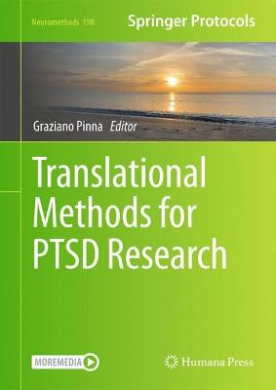 Neuromethods 198
Springer Protocols
Graziano Pinna Editor
Translational
Methods for
PTSD Research
MOREMEDIA
Humana Press